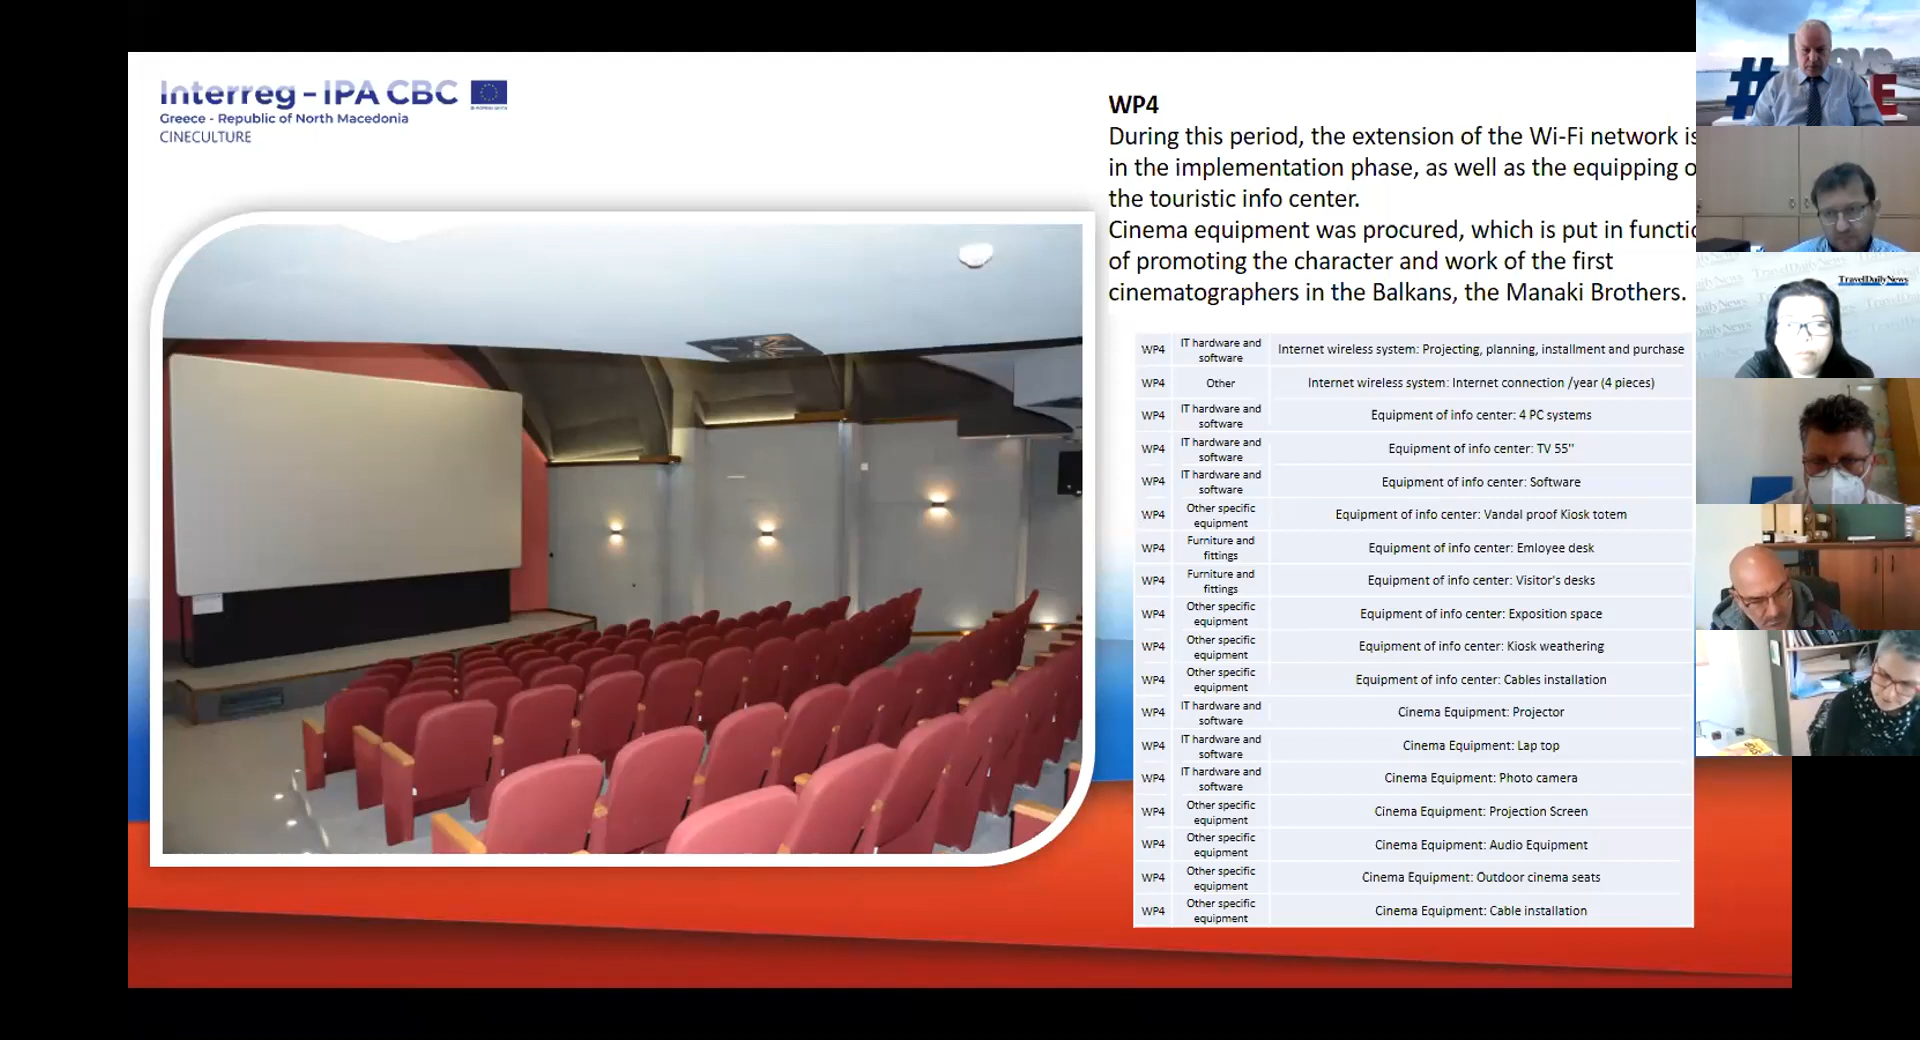 Interreg - IPA CBC
Greece - Republic of North Macedonia
CINECULTURE
WP4
During this period, the extension of the Wi-Fi network is
in the implementation phase, as well as the equipping o
the touristic info center.
Cinema equipment was procured, which is put in functio
of promoting the character and work of the first
cinematographers in the Balkans, the Manaki Brothers.
WP4 IT hardware and software Internet wireless system: Projecting, planning, installment and purchase
WP4 Other Internet wireless system: Internet connection /year (4 pieces)
WP4 IT hardware and software Equipment of info center: 4 PC systems
WP4 IT hardware and software Equipment of info center: TV 55"
WP4 IT hardware and software Equipment of info center: Software
WP4 Other specific equipment Equipment of info center: Vandal proof Kiosk totem
WP4 Furniture and fittings Equipment of info center: Emloyee desk
WP4 Furniture and fittings Equipment of info center: Visitor's desks
WP4 Other specific equipment Equipment of info center: Exposition space
WP4 Other specific equipment Equipment of info center: Kiosk weathering
WP4 Other specific equipment Equipment of info center: Cables installation
WP4 IT hardware and software Cinema Equipment: Projector
WP4 IT hardware and software Cinema Equipment: Lap top
WP4 IT hardware and software Cinema Equipment: Photo camera
WP4 Other specific equipment Cinema Equipment: Projection Screen
WP4 Other specific equipment Cinema Equipment: Audio Equipment
WP4 Other specific equipment Cinema Equipment: Outdoor cinema seats
WP4 Other specific equipment Cinema Equipment: Cable installation
#
TravelDailyNews